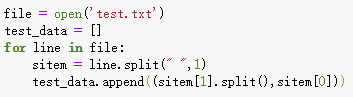 file = open('test.txt')
test_data = []
for line in file:
    sitem = line.split(" ",1)
    test_data.append((sitem[1].split(),sitem[0]))